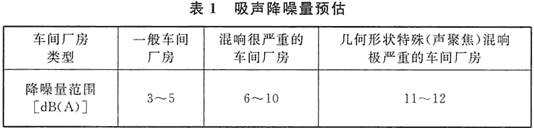 表 1 吸声降噪量预估
车间厂房
类型
一般车间
厂房
混响很严重的
车间厂房
几何形状特殊(声聚焦)混响
极严重的车间厂房
降噪量范围
[dB(A)]
3～5
6～10
11～12